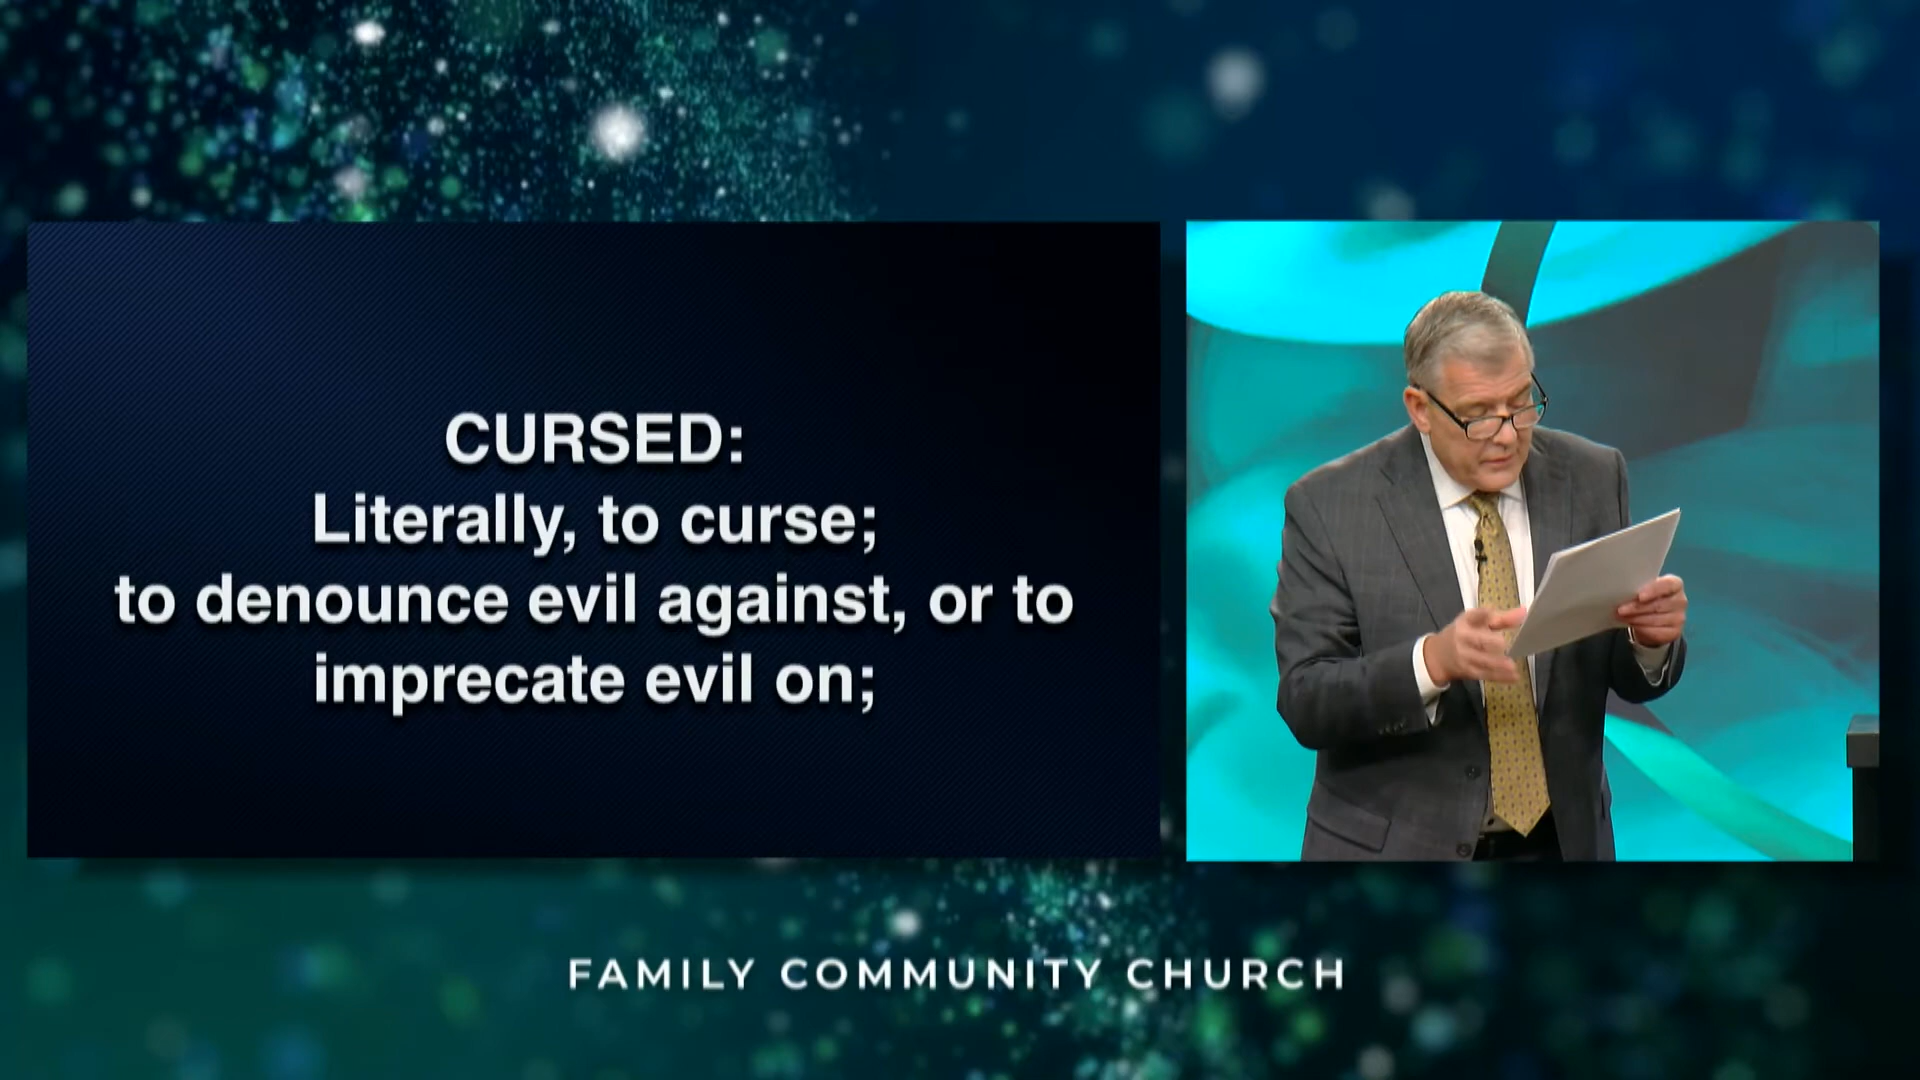 CURSED:
Literally, to curse;
to denounce evil against, or to
imprecate evil on;
FAMILY COMMUNITY CHURCH